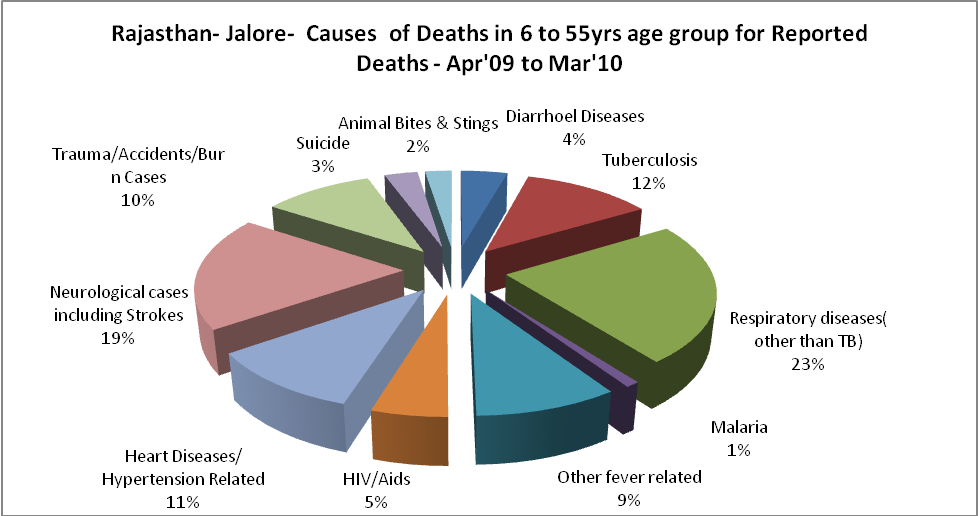 Rajasthan- Jalore-  Causes  of Deaths in 6 to 55yrs age group for Reported
Deaths - Apr'09 to Mar'10
Diarrhoel Diseases
4%
Tuberculosis
12%
Respiratory diseases(
other than TB)
23%
Malaria
1%
Other fever related
9%
HIV/Aids
5%
Heart Diseases/
Hypertension Related
11%
Neurological cases
including Strokes
19%
Trauma/Accidents/Bur
n Cases
10%
Suicide
3%
Animal Bites & Stings
2%